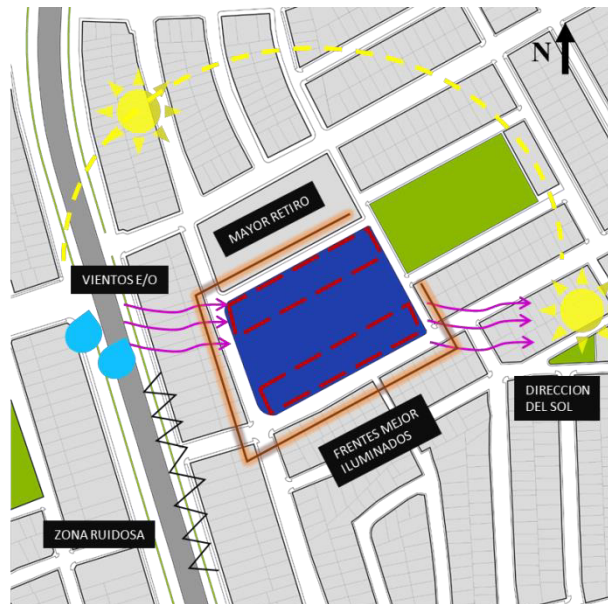 N
MAYOR RETIRO
VIENTOS E/O
DIRECCION
DEL SOL
FRENTES MEJOR
ILUMINADOS
ZONA RUIDOSA